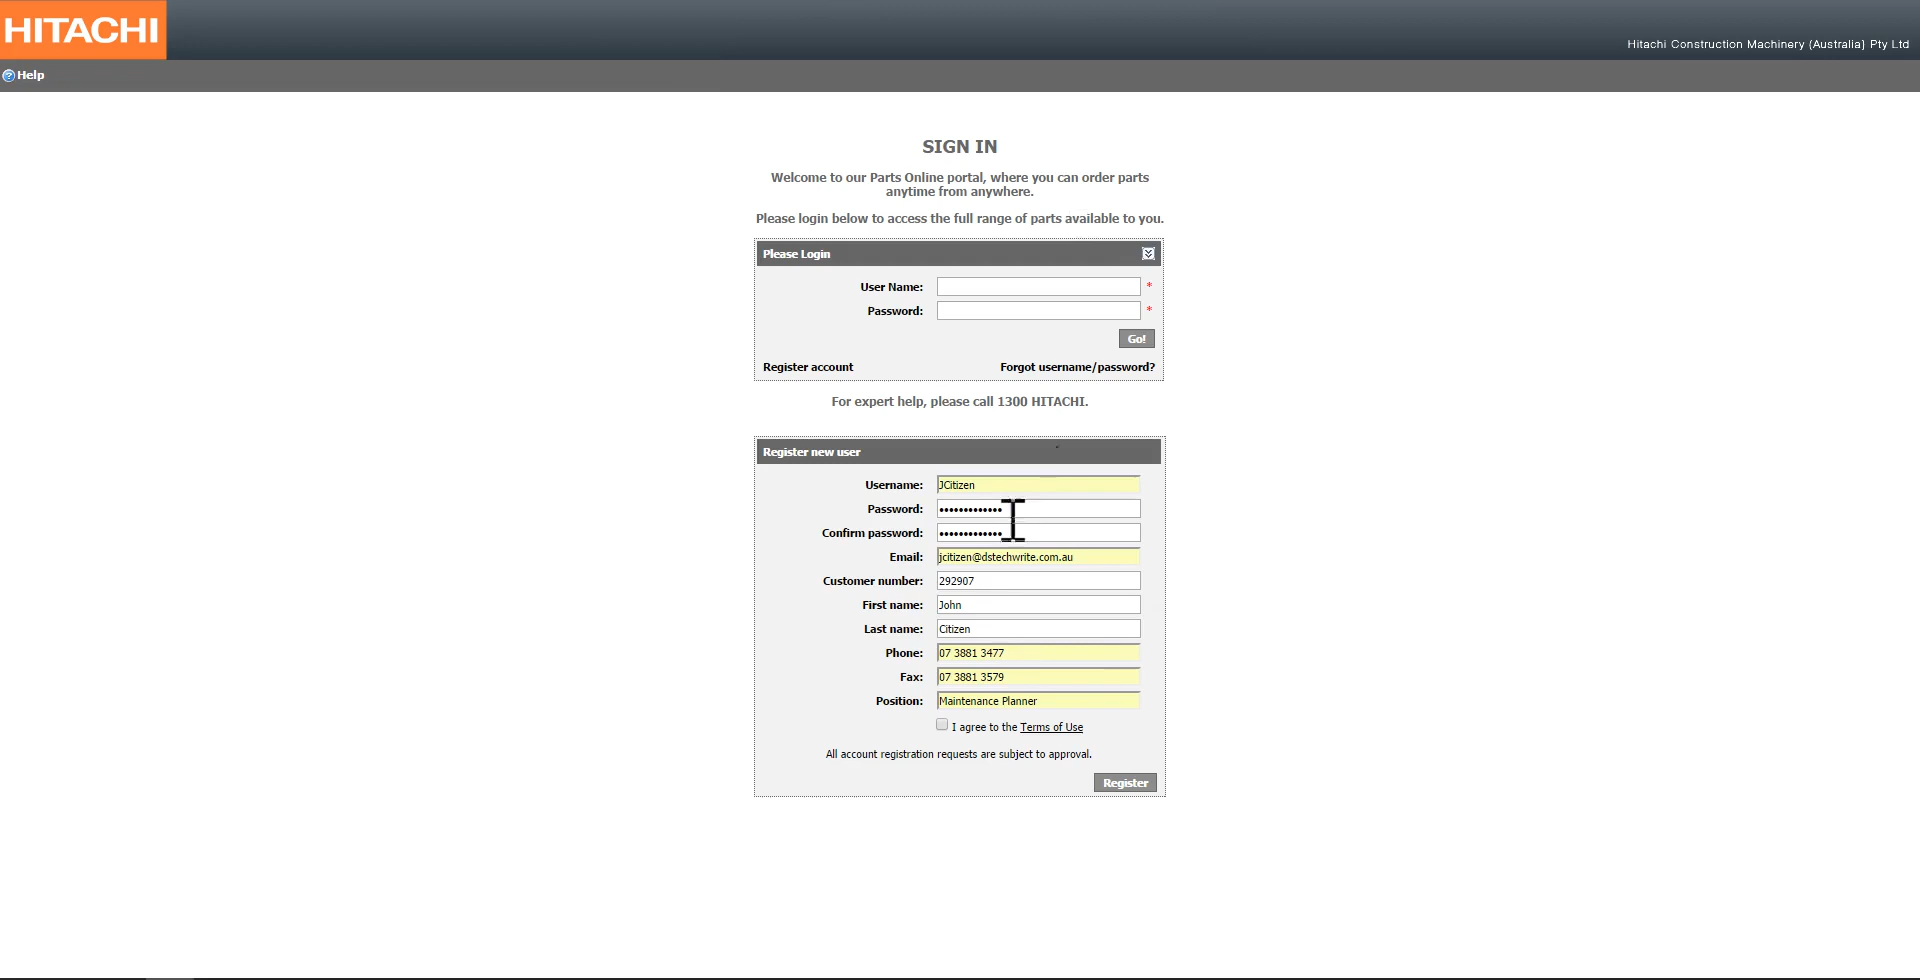 HITACHI
Hitachi Construction Machinery (Australia) Pty Ltd
Help
SIGN IN
Welcome to our Parts Online portal, where you can order parts
anytime from anywhere.
Please login below to access the full range of parts available to you.
Please Login
User Name: *
Password: *
Go!
Register account Forgot username/password?
For expert help, please call 1300 HITACHI.
Register new user
Username: JCitizen
Password: •••••••••••••
Confirm password: •••••••••••••
Email: jcitizen@dstechwrite.com.au
Customer number: 292907
First name: John
Last name: Citizen
Phone: 07 3881 3477
Fax: 07 3881 3579
Position: Maintenance Planner
I agree to the Terms of Use
All account registration requests are subject to approval.
Register